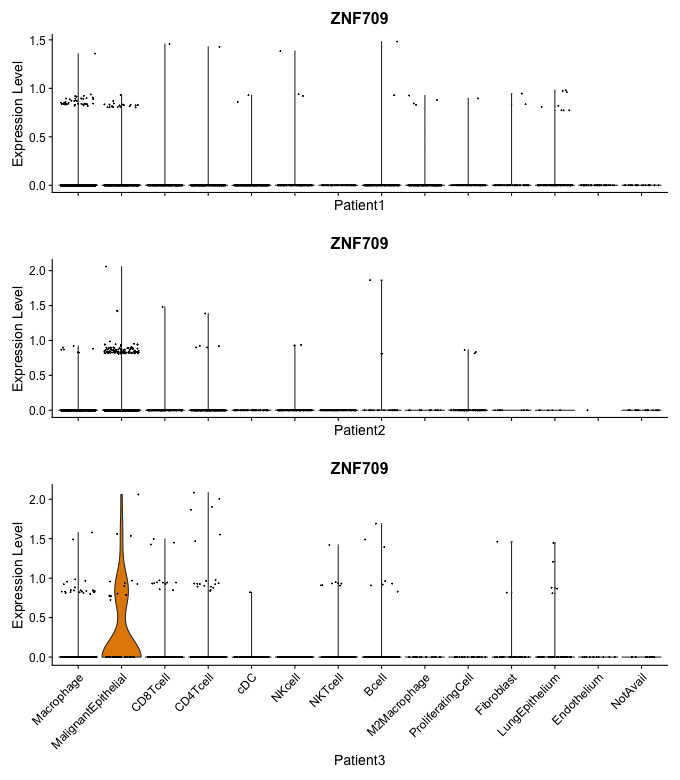 ZNF709
Expression Level
1.5
1.0
0.5
0.0
Patient1
ZNF709
Expression Level
2.0
1.5
1.0
0.5
0.0
Patient2
ZNF709
Expression Level
2.0
1.5
1.0
0.5
0.0
Macrophage
MalignantEpithelial
CD8Tcell
CD4Tcell
cDC
NKcell
NKTcell
Bcell
M2Macrophage
ProliferatingCell
Fibroblast
LungEpithelium
Endothelium
NotAvail
Patient3